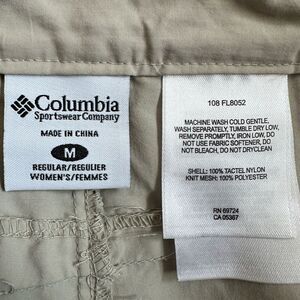 Columbia
Sportswear Company
MADE IN CHINA
M
REGULAR/REGULIER
WOMEN'S/FEMMES
108 FL8052
MACHINE WASH COLD GENTLE,
WASH SEPARATELY, TUMBLE DRY LOW,
REMOVE PROMPTLY, IRON LOW, DO
NOT USE FABRIC SOFTENER, DO
NOT BLEACH, DO NOT DRYCLEAN
SHELL: 100% TACTEL NYLON
KNIT MESH: 100% POLYESTER
RN 69724
CA 05367